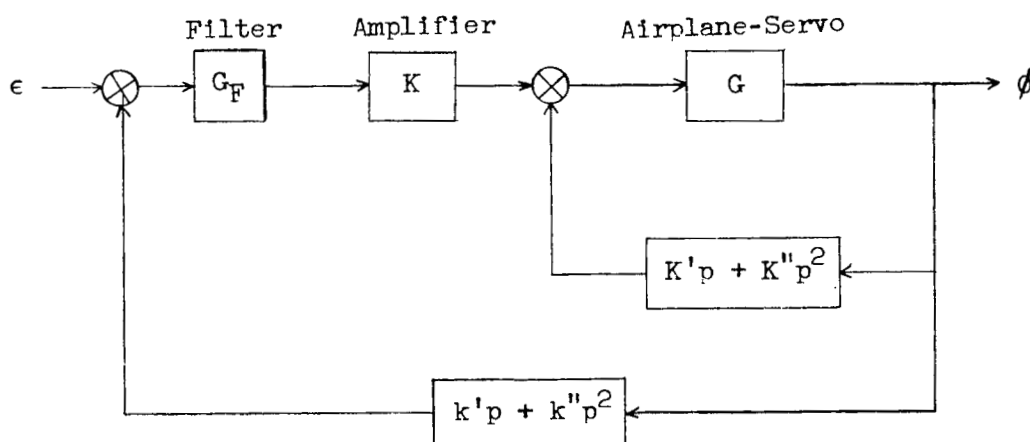 Filter Amplifier Airplane-Servo
ϵ G_F K G ϕ
K'p + K"p²
k'p + k"p²